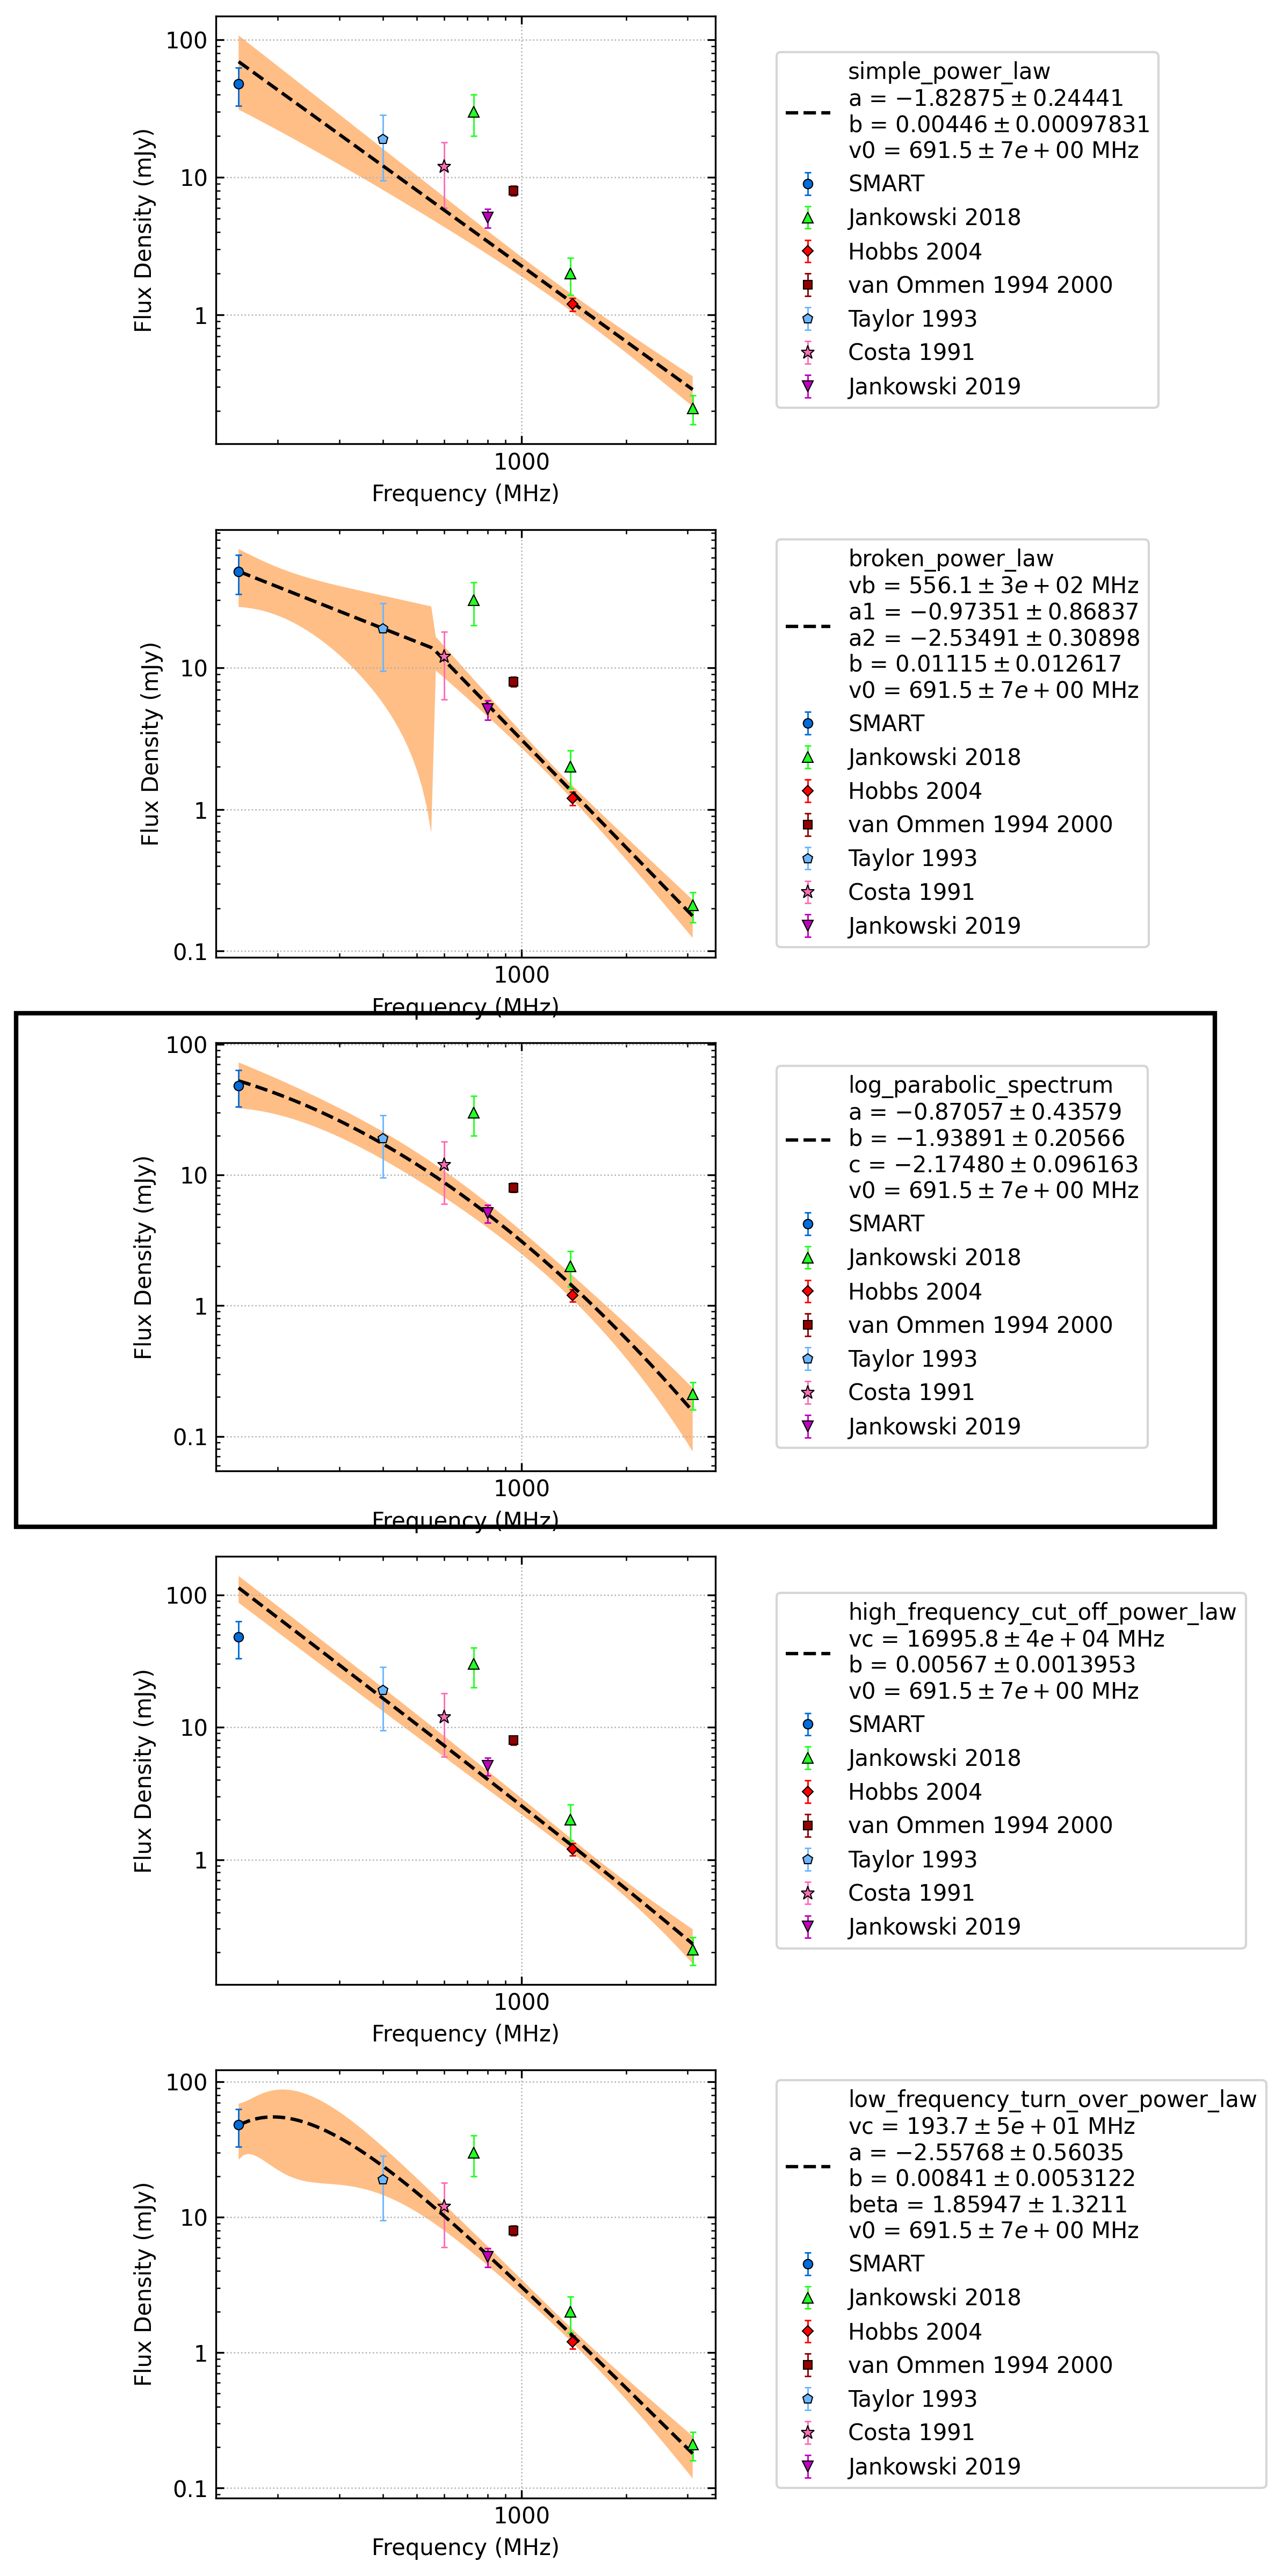 100
10
1
Flux Density (mJy)
1000
Frequency (MHz)
simple_power_law
a = −1.82875 ± 0.24441
b = 0.00446 ± 0.00097831
v0 = 691.5 ± 7e + 00 MHz
SMART
Jankowski 2018
Hobbs 2004
van Ommen 1994 2000
Taylor 1993
Costa 1991
Jankowski 2019
10
1
0.1
Flux Density (mJy)
1000
Frequency (MHz)
broken_power_law
vb = 556.1 ± 3e + 02 MHz
a1 = −0.97351 ± 0.86837
a2 = −2.53491 ± 0.30898
b = 0.01115 ± 0.012617
v0 = 691.5 ± 7e + 00 MHz
SMART
Jankowski 2018
Hobbs 2004
van Ommen 1994 2000
Taylor 1993
Costa 1991
Jankowski 2019
100
10
1
0.1
Flux Density (mJy)
1000
Frequency (MHz)
log_parabolic_spectrum
a = −0.87057 ± 0.43579
b = −1.93891 ± 0.20566
c = −2.17480 ± 0.096163
v0 = 691.5 ± 7e + 00 MHz
SMART
Jankowski 2018
Hobbs 2004
van Ommen 1994 2000
Taylor 1993
Costa 1991
Jankowski 2019
100
10
1
Flux Density (mJy)
1000
Frequency (MHz)
high_frequency_cut_off_power_law
vc = 16995.8 ± 4e + 04 MHz
b = 0.00567 ± 0.0013953
v0 = 691.5 ± 7e + 00 MHz
SMART
Jankowski 2018
Hobbs 2004
van Ommen 1994 2000
Taylor 1993
Costa 1991
Jankowski 2019
100
10
1
0.1
Flux Density (mJy)
1000
Frequency (MHz)
low_frequency_turn_over_power_law
vc = 193.7 ± 5e + 01 MHz
a = −2.55768 ± 0.56035
b = 0.00841 ± 0.0053122
beta = 1.85947 ± 1.3211
v0 = 691.5 ± 7e + 00 MHz
SMART
Jankowski 2018
Hobbs 2004
van Ommen 1994 2000
Taylor 1993
Costa 1991
Jankowski 2019